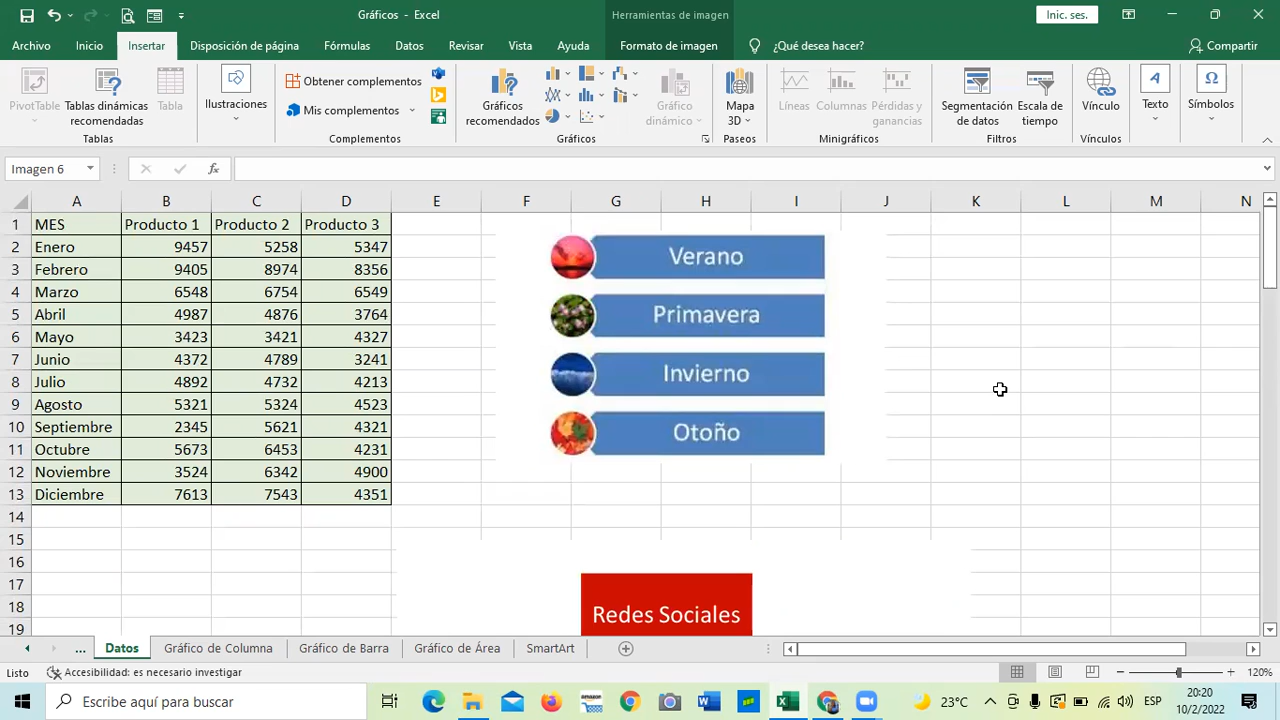 Gráficos - Excel
Herramientas de imagen
Inic. ses.
Archivo Inicio Insertar Disposición de página Fórmulas Datos Revisar Vista Ayuda Formato de imagen ¿Qué desea hacer? Compartir
PivotTable
Tablas dinámicas recomendadas
Tabla
Tablas
Ilustraciones
Obtener complementos
Mis complementos
Complementos
Gráficos recomendados
Gráfico dinámico
Gráficos
Mapa 3D
Paseos
Líneas
Columnas
Pérdidas y ganancias
Minigráficos
Segmentación de datos
Escala de tiempo
Filtros
Vínculo
Vínculos
Texto
Símbolos
Imagen 6
fx
A B C D E F G H I J K L M N
1 MES Producto 1 Producto 2 Producto 3
2 Enero 9457 5258 5347
3 Febrero 9405 8974 8356
4 Marzo 6548 6754 6549
5 Abril 4987 4876 3764
6 Mayo 3423 3421 4327
7 Junio 4372 4789 3241
8 Julio 4892 4732 4213
9 Agosto 5321 5324 4523
10 Septiembre 2345 5621 4321
11 Octubre 5673 6453 4231
12 Noviembre 3524 6342 4900
13 Diciembre 7613 7543 4351
14
15
16
17
18
19
Verano
Primavera
Invierno
Otoño
Redes Sociales
... Datos Gráfico de Columna Gráfico de Barra Gráfico de Área SmartArt
Listo Accesibilidad: es necesario investigar 120%
Escribe aquí para buscar
23°C
ESP
20:20
10/2/2022